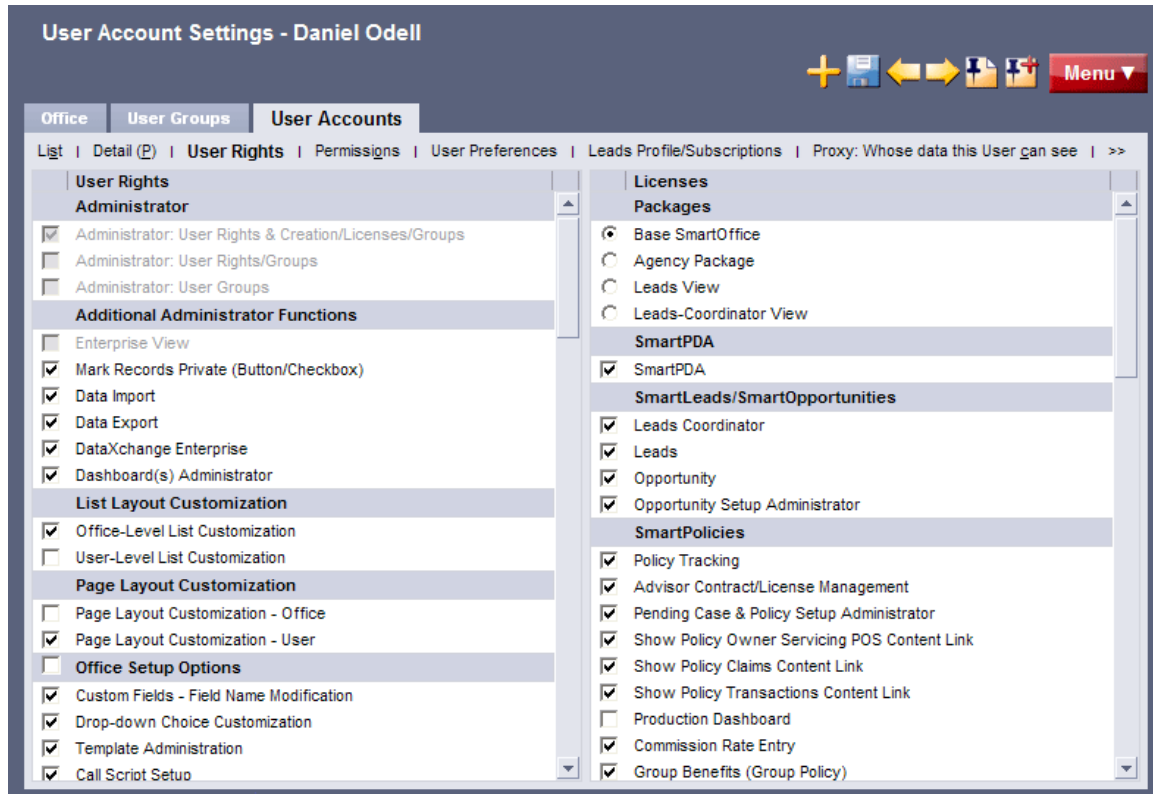 User Account Settings - Daniel Odell
Menu ▼
Office User Groups User Accounts
List | Detail (P) | User Rights | Permissions | User Preferences | Leads Profile/Subscriptions | Proxy: Whose data this User can see | >>
User Rights
Administrator
Administrator: User Rights & Creation/Licenses/Groups
Administrator: User Rights/Groups
Administrator: User Groups
Additional Administrator Functions
Enterprise View
Mark Records Private (Button/Checkbox)
Data Import
Data Export
DataXchange Enterprise
Dashboard(s) Administrator
List Layout Customization
Office-Level List Customization
User-Level List Customization
Page Layout Customization
Page Layout Customization - Office
Page Layout Customization - User
Office Setup Options
Custom Fields - Field Name Modification
Drop-down Choice Customization
Template Administration
Call Script Setup
Licenses
Packages
Base SmartOffice
Agency Package
Leads View
Leads-Coordinator View
SmartPDA
SmartPDA
SmartLeads/SmartOpportunities
Leads Coordinator
Leads
Opportunity
Opportunity Setup Administrator
SmartPolicies
Policy Tracking
Advisor Contract/License Management
Pending Case & Policy Setup Administrator
Show Policy Owner Servicing POS Content Link
Show Policy Claims Content Link
Show Policy Transactions Content Link
Production Dashboard
Commission Rate Entry
Group Benefits (Group Policy)